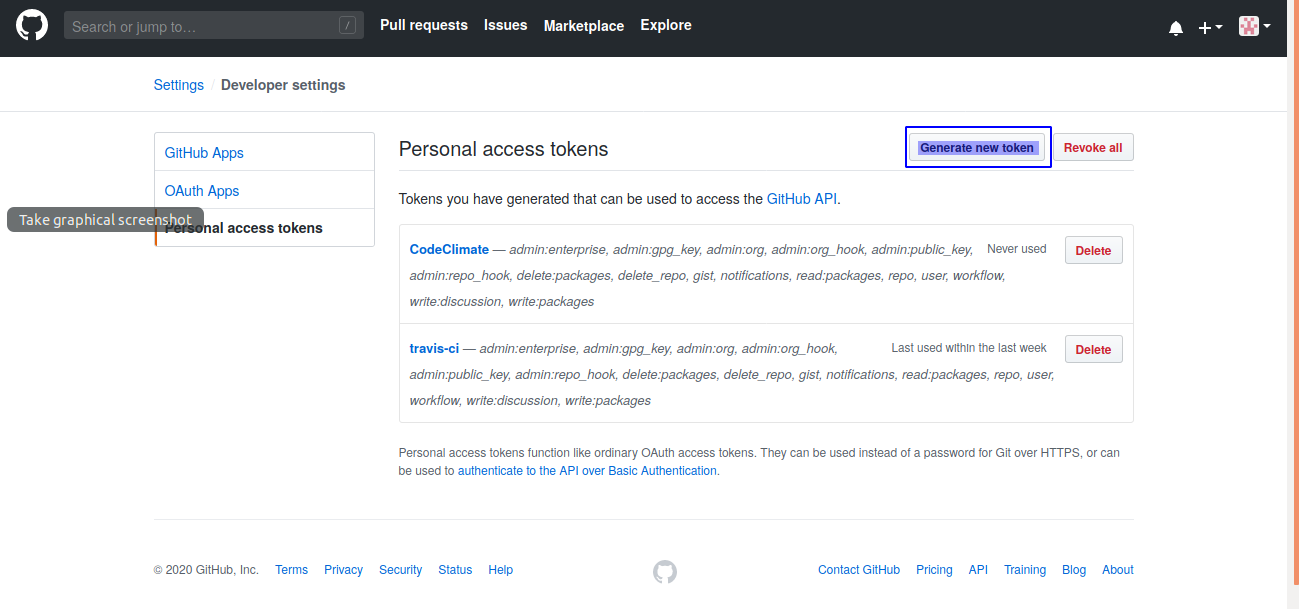 Search or jump to… / Pull requests Issues Marketplace Explore
Settings / Developer settings
GitHub Apps
OAuth Apps
Personal access tokens
Take graphical screenshot
Personal access tokens
Generate new token
Revoke all
Tokens you have generated that can be used to access the GitHub API.
CodeClimate — admin:enterprise, admin:gpg_key, admin:org, admin:org_hook, admin:public_key, Never used Delete
admin:repo_hook, delete:packages, delete_repo, gist, notifications, read:packages, repo, user, workflow,
write:discussion, write:packages
travis-ci — admin:enterprise, admin:gpg_key, admin:org, admin:org_hook, Last used within the last week Delete
admin:public_key, admin:repo_hook, delete:packages, delete_repo, gist, notifications, read:packages, repo, user,
workflow, write:discussion, write:packages
Personal access tokens function like ordinary OAuth access tokens. They can be used instead of a password for Git over HTTPS, or can
be used to authenticate to the API over Basic Authentication.
© 2020 GitHub, Inc. Terms Privacy Security Status Help Contact GitHub Pricing API Training Blog About